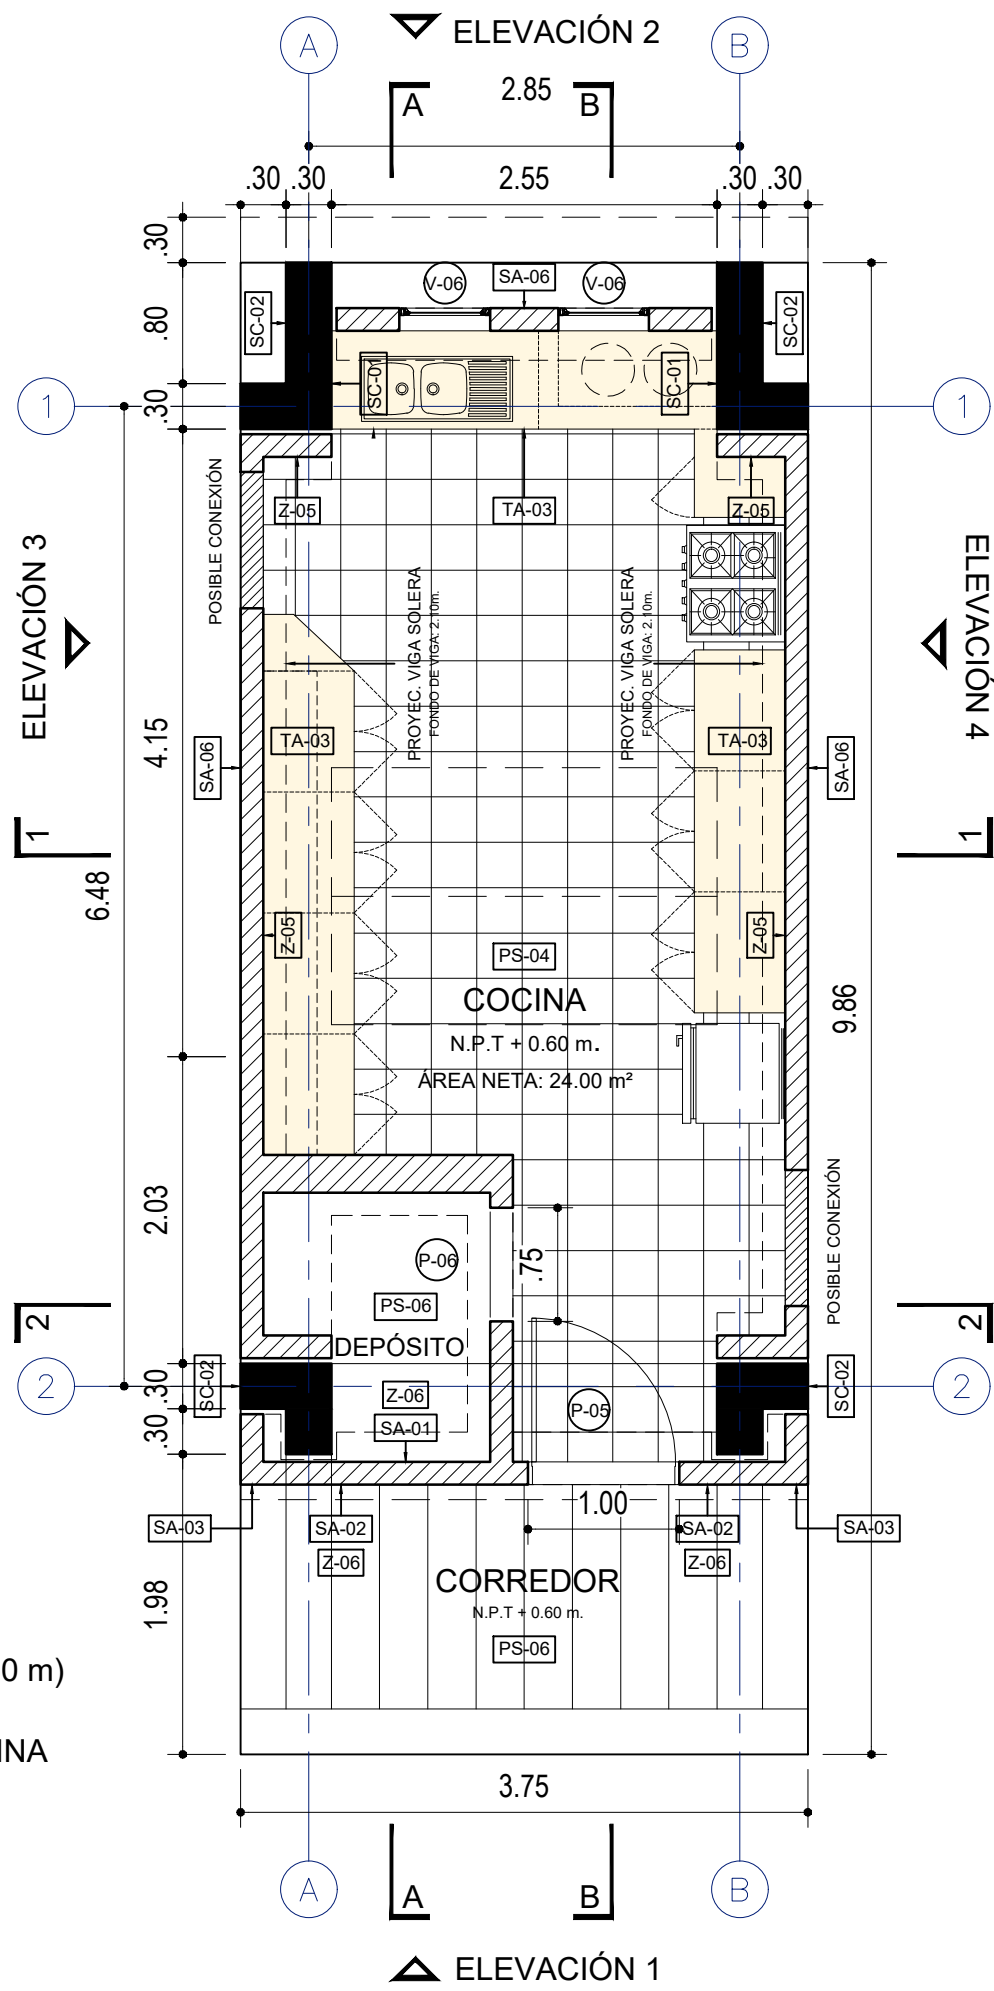 ELEVACIÓN 2
A
B
A
B
2.85
.30
.30
2.55
.30
.30
.30
.80
.30
V-06
SA-06
V-06
SC-02
SC-02
SC-01
SC-01
1
1
Z-05
TA-03
Z-05
POSIBLE CONEXIÓN
ELEVACIÓN 3
ELEVACIÓN 4
PROYEC. VIGA SOLERA
FONDO DE VIGA: 2.10m.
PROYEC. VIGA SOLERA
FONDO DE VIGA: 2.10m.
4.15
TA-03
TA-03
SA-06
SA-06
1
1
6.48
Z-05
Z-05
PS-04
COCINA
N.P.T + 0.60 m.
ÁREA NETA: 24.00 m²
9.86
2.03
POSIBLE CONEXIÓN
.75
P-06
PS-06
DEPÓSITO
2
2
2
2
SC-02
SC-02
.30
.30
Z-06
SA-01
P-05
1.00
SA-03
SA-02
Z-06
SA-02
Z-06
SA-03
CORREDOR
N.P.T + 0.60 m.
PS-06
1.98
0 m)
INA
3.75
A
B
A
B
ELEVACIÓN 1